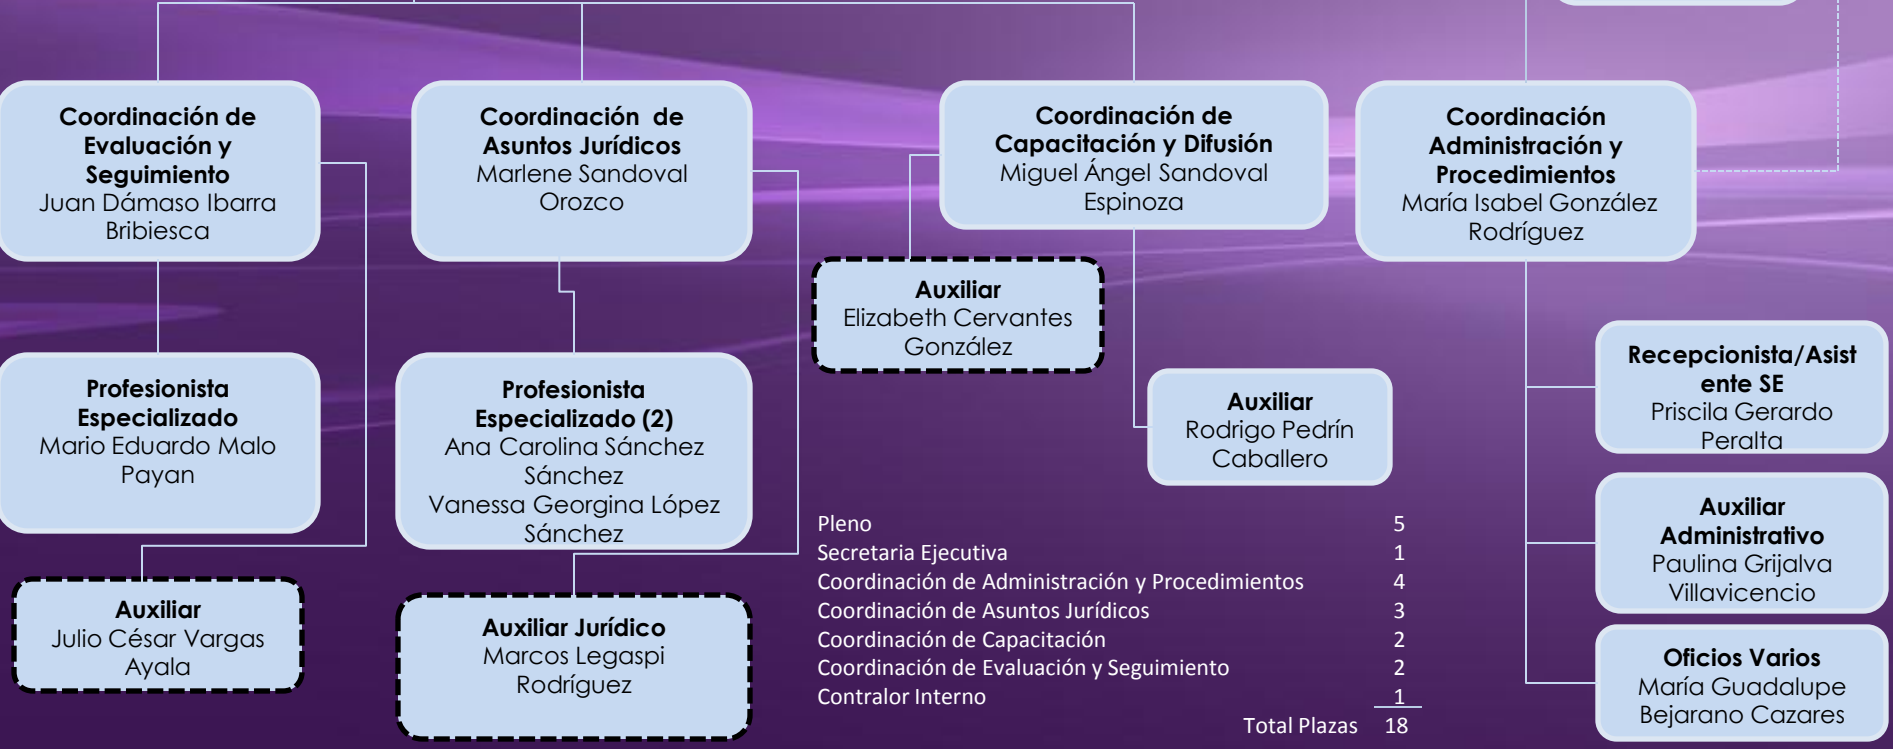 Coordinación de
Evaluación y
Seguimiento
Juan Dámaso Ibarra
Bribiesca
Coordinación de
Asuntos Jurídicos
Marlene Sandoval
Orozco
Coordinación de
Capacitación y Difusión
Miguel Ángel Sandoval
Espinoza
Coordinación
Administración y
Procedimientos
María Isabel González
Rodríguez
Auxiliar
Elizabeth Cervantes
González
Profesionista
Especializado
Mario Eduardo Malo
Payan
Profesionista
Especializado (2)
Ana Carolina Sánchez
Sánchez
Vanessa Georgina López
Sánchez
Auxiliar
Rodrigo Pedrín
Caballero
Recepcionista/Asist
ente SE
Priscila Gerardo
Peralta
Auxiliar
Administrativo
Paulina Grijalva
Villavicencio
Auxiliar
Julio César Vargas
Ayala
Auxiliar Jurídico
Marcos Legaspi
Rodríguez
Pleno 5
Secretaria Ejecutiva 1
Coordinación de Administración y Procedimientos 4
Coordinación de Asuntos Jurídicos 3
Coordinación de Capacitación 2
Coordinación de Evaluación y Seguimiento 2
Contralor Interno 1
Total Plazas 18
Oficios Varios
María Guadalupe
Bejarano Cazares